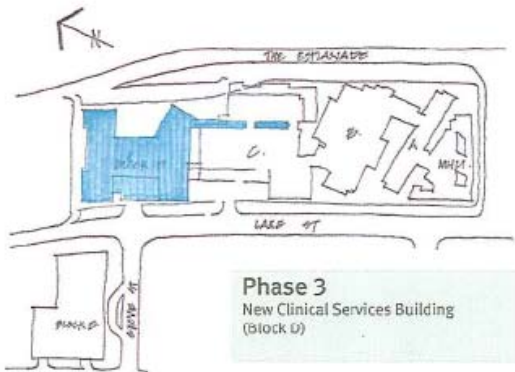 N
THE ESPLANADE
BLOCK D
C.
B.
A
MHU.
LAKE ST
BLOCK E
GROVE ST
Phase 3
New Clinical Services Building
(Block D)